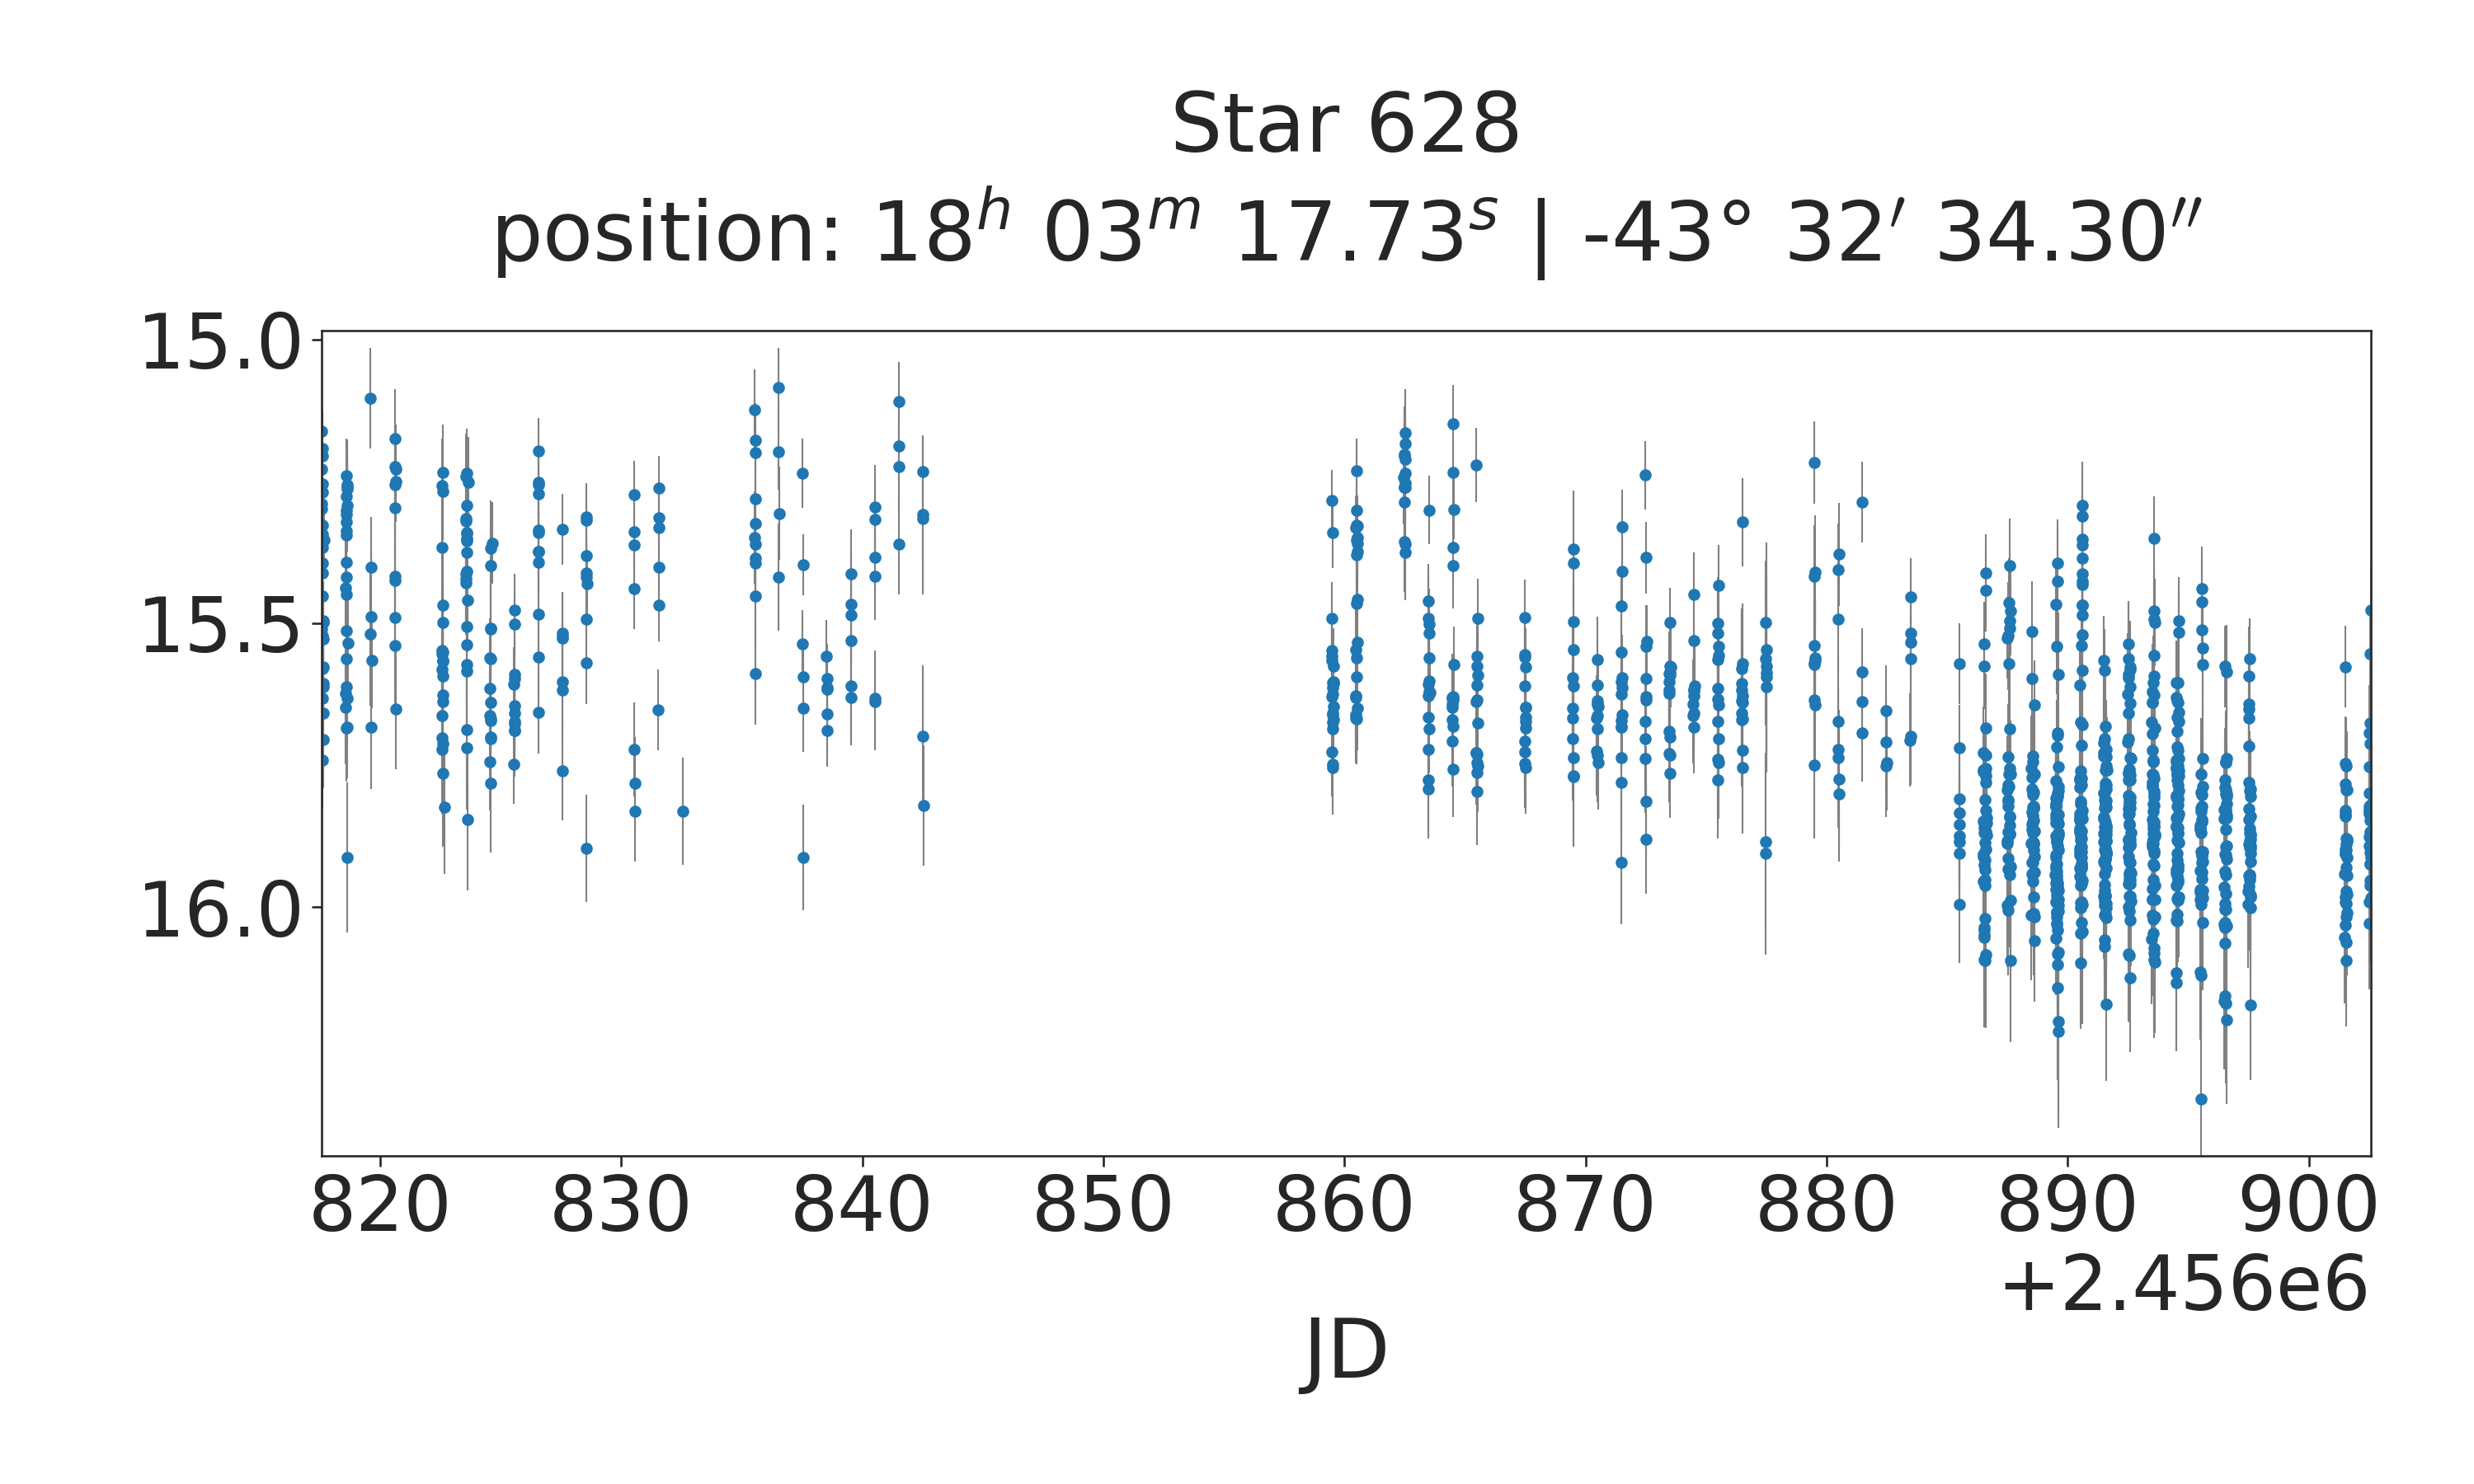 Star 628
position: 18ʰ 03ᵐ 17.73ˢ | -43° 32′ 34.30′′
15.0
15.5
16.0
820 830 840 850 860 870 880 890 900
+2.456e6
JD